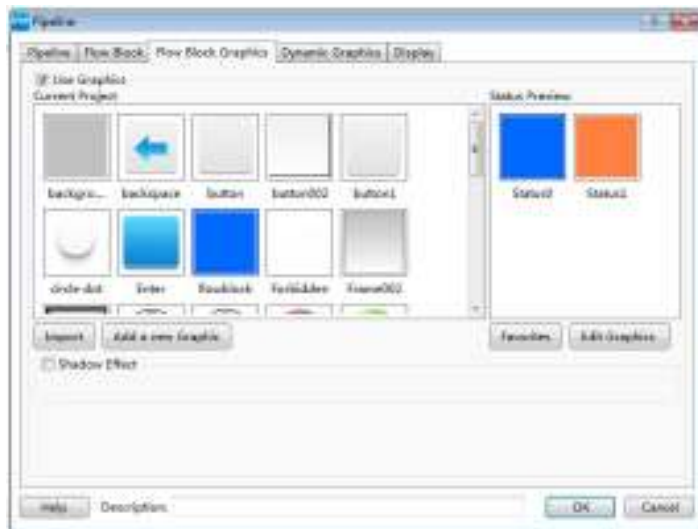 Pipeline
Pipeline Flow Block Flow Block Graphics Dynamic Graphics Display
Use Graphics
Current Project
Status Preview
backgro... backspace button button002 button1
Status0 Status1
circle dot Enter flowblock Forbidden Frame002
Import Add a new Graphic
Favorites Edit Graphics
Shadow Effect
Help Description:
OK Cancel